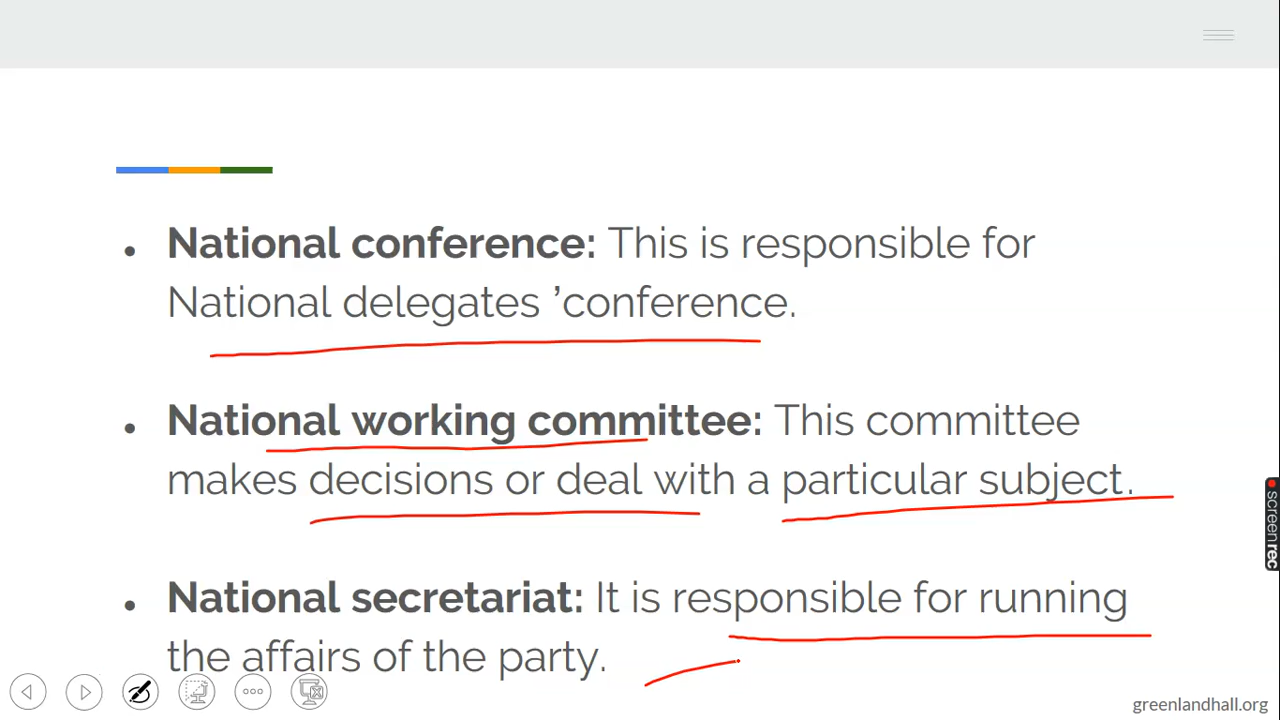 • National conference: This is responsible for
National delegates ’conference.
• National working committee: This committee
makes decisions or deal with a particular subject.
• National secretariat: It is responsible for running
the affairs of the party.
greenlandhall.org
screenrec